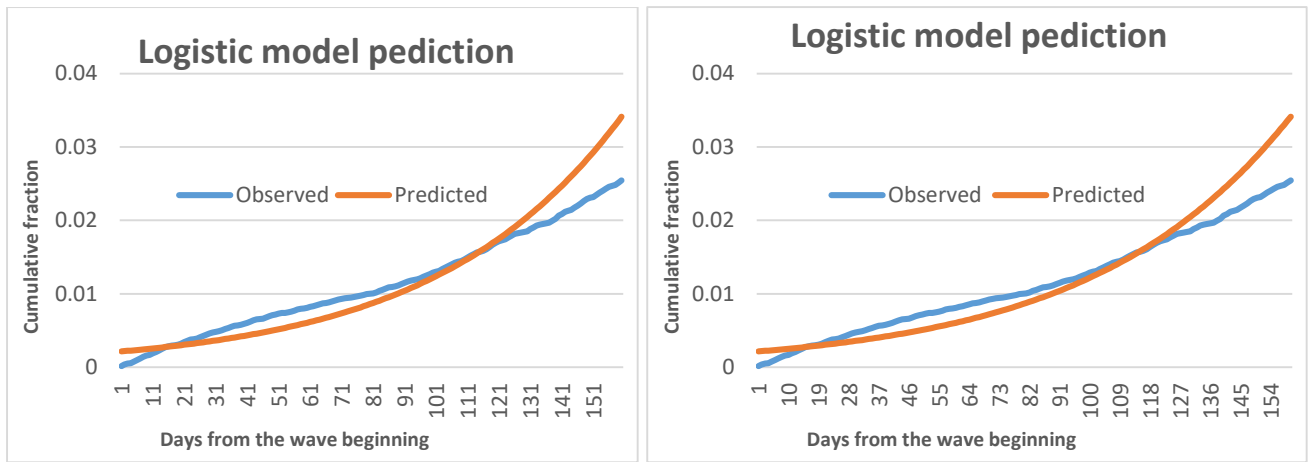 Logistic model pediction
0.04
0.03
0.02
0.01
0
Cumulative fraction
Observed
Predicted
1 11 21 31 41 51 61 71 81 91 101 111 121 131 141 151
Days from the wave beginning
Logistic model pediction
0.04
0.03
0.02
0.01
0
Cumulative fraction
Observed
Predicted
1 10 19 28 37 46 55 64 73 82 91 100 109 118 127 136 145 154
Days from the wave beginning